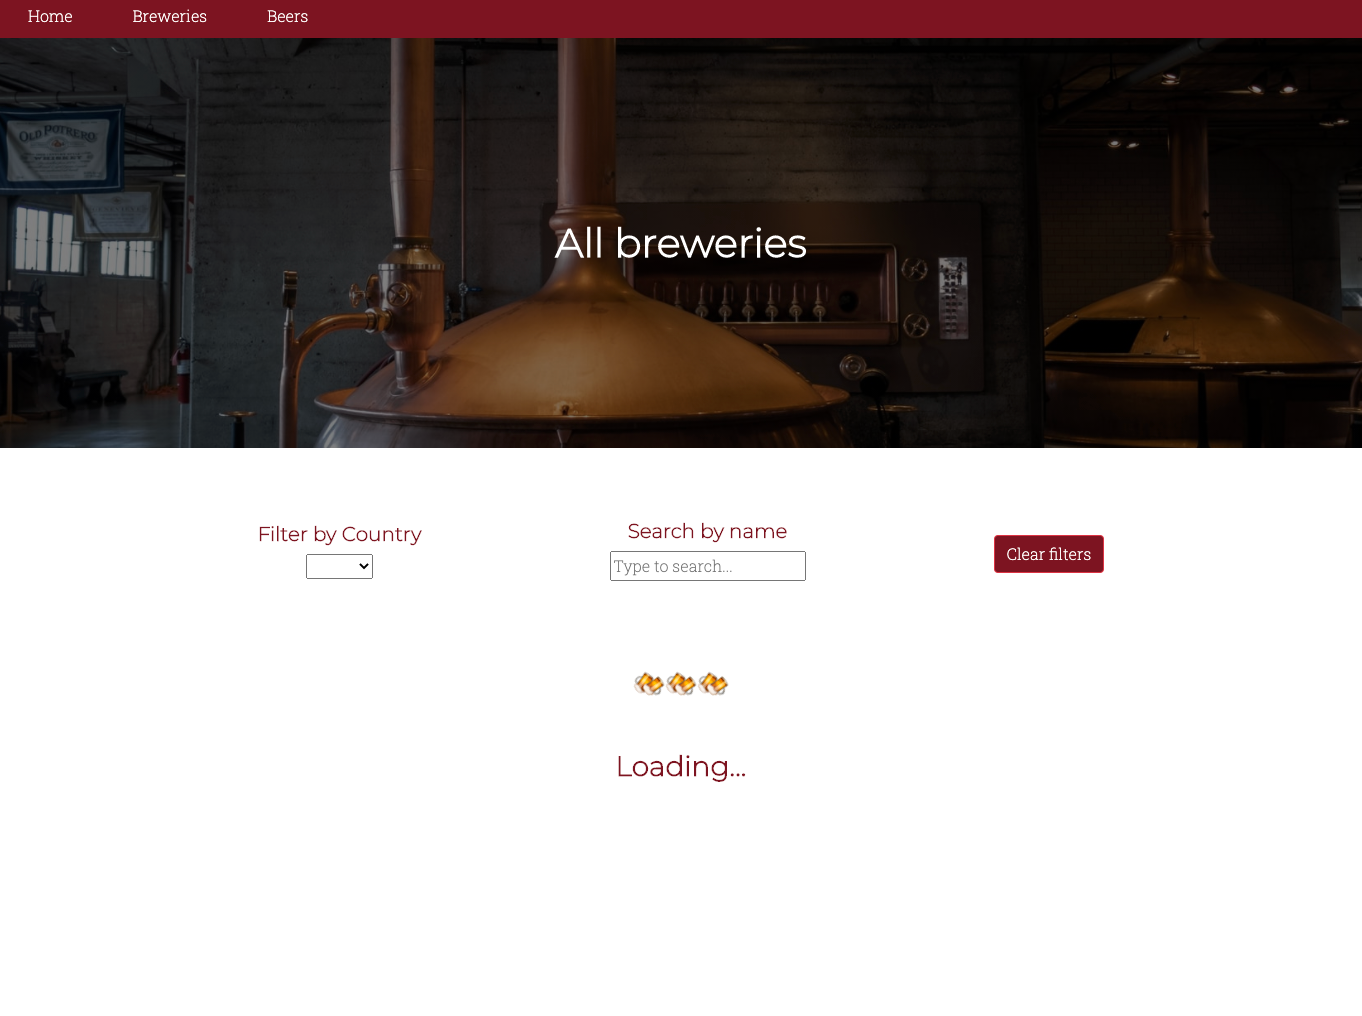 Home Breweries Beers
OLD POTRERO
WHISKEY
All breweries
Filter by Country
Search by name
Type to search...
Clear filters
Loading...